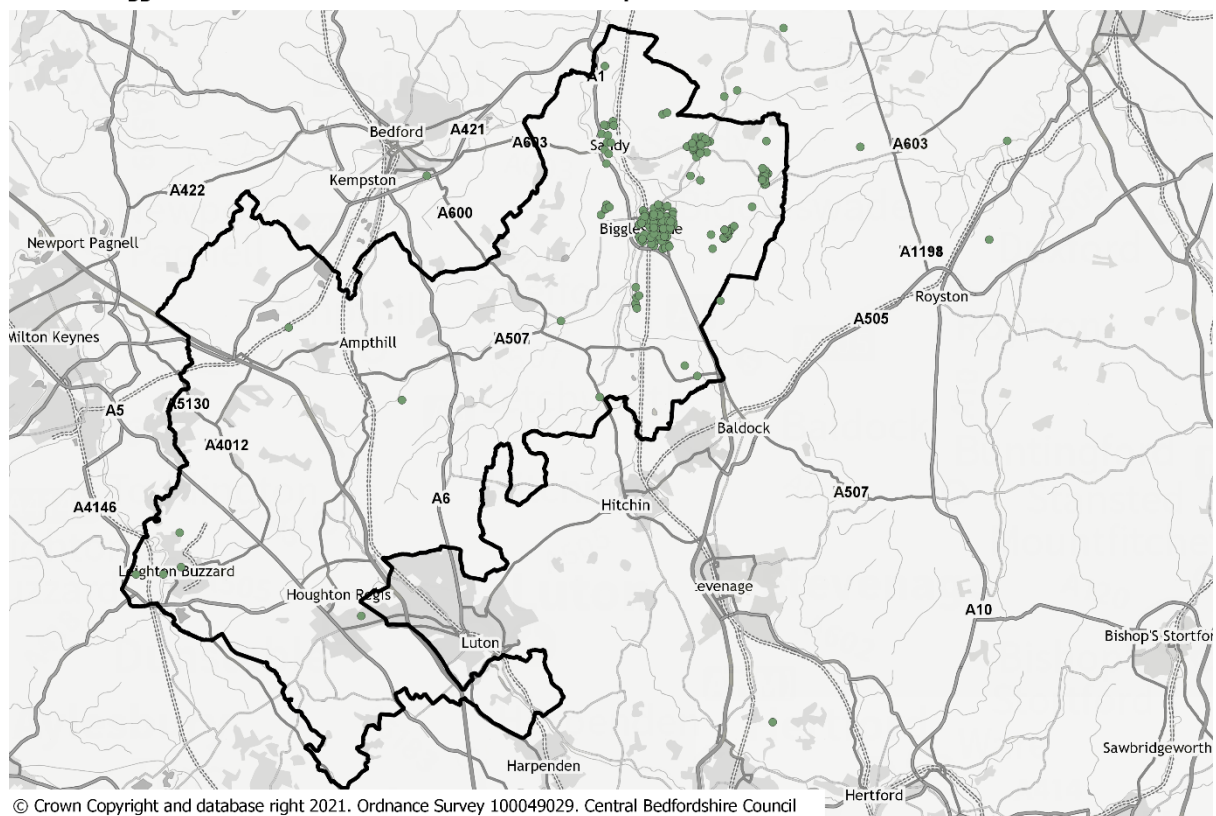 A1
Bedford
A421
A603
Sandy
A603
Kempston
A422
A600
Newport Pagnell
A1198
Royston
Milton Keynes
A505
Ampthill
A507
A5
A5130
Baldock
A4012
A6
A507
A4146
Hitchin
Leighton Buzzard
Houghton Regis
A10
Luton
Bishop'S Stortfor
Harpenden
Sawbridgeworth
Hertford
© Crown Copyright and database right 2021. Ordnance Survey 100049029. Central Bedfordshire Council